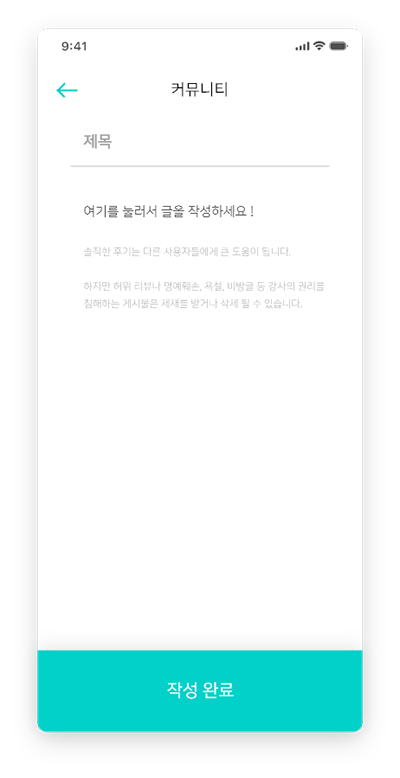 9:41
커뮤니티
제목
여기를 눌러서 글을 작성하세요 !
솔직한 후기는 다른 사용자들에게 큰 도움이 됩니다.
하지만 허위 리뷰나 명예훼손, 욕설, 비방글 등 강사의 권리를
침해하는 게시물은 제재를 받거나 삭제 될 수 있습니다.
작성 완료